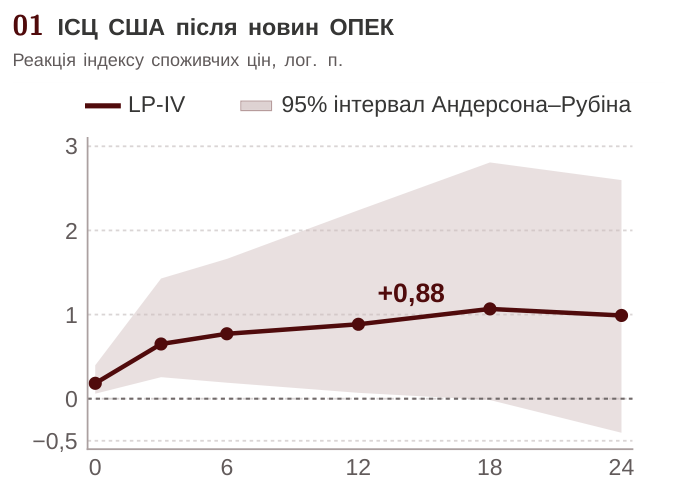 01 ІСЦ США після новин ОПЕК
Реакція індексу споживчих цін, лог. п.
LP-IV 95% інтервал Андерсона–Рубіна
3
2
+0,88
1
0
−0,5
0 6 12 18 24